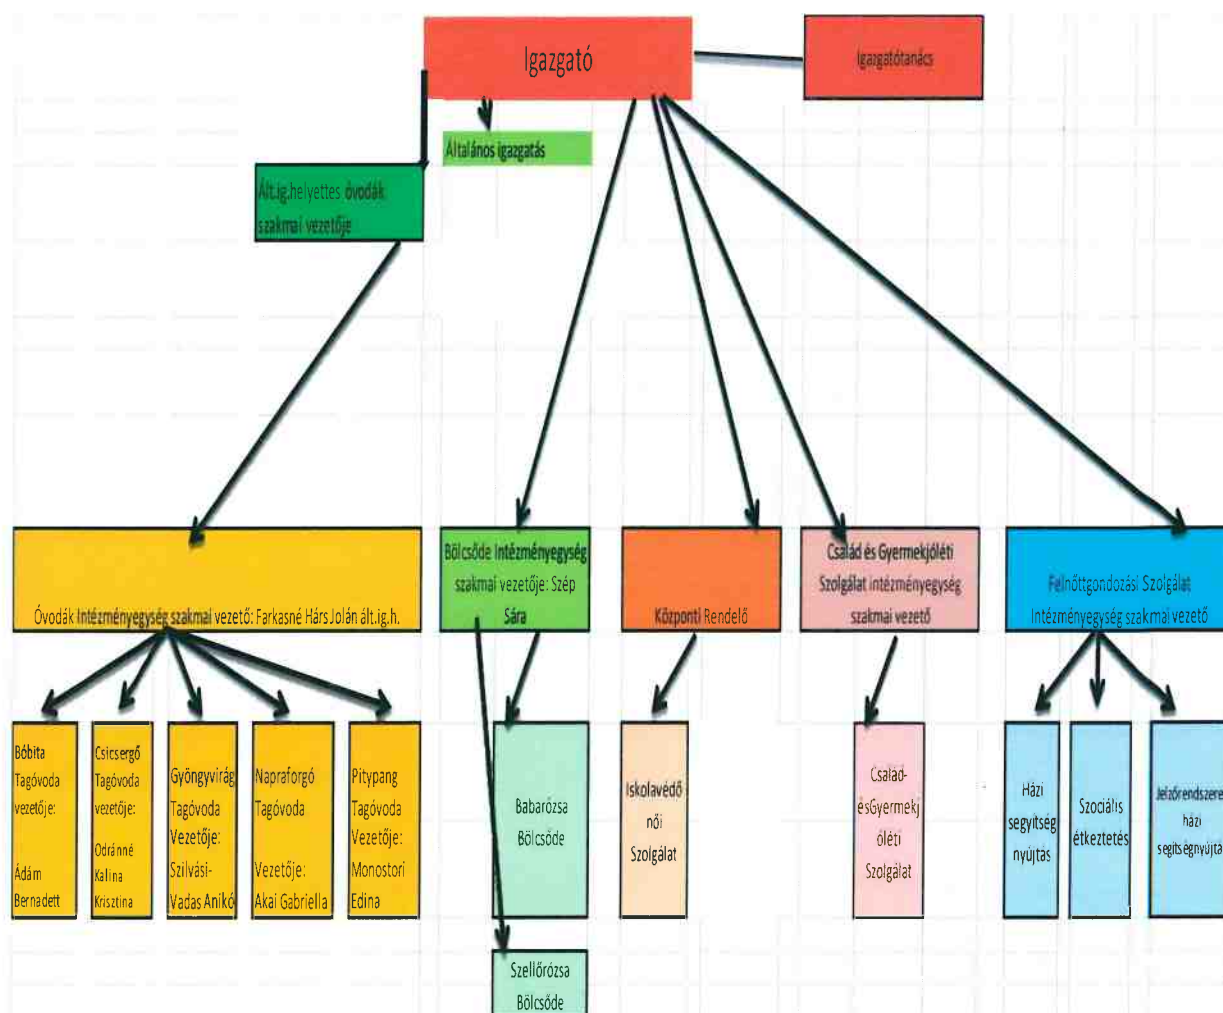 Igazgató
Igazgatótanács
Általános igazgatás
Ált.ig.helyettes óvodák
szakmai vezetője
Óvodák Intézményegység szakmai vezető: Farkasné Hárs Jolán ált.ig.h.
Bölcsőde Intézményegység
szakmai vezetője: Szép
Sára
Központi Rendelő
Család és Gyermekjóléti
Szolgálat intézményegység
szakmai vezető
Felnőttgondozási Szolgálat
Intézményegység szakmai vezető
Bóbita
Tagóvoda
vezetője:
Ádám
Bernadett
Csicsergő
Tagóvoda
vezetője:
Odránné
Kalina
Krisztina
Gyöngyvirág
Tagóvoda
Vezetője:
Szilvási-
Vadas Anikó
Napraforgó
Tagóvoda
Vezetője:
Akai Gabriella
Pitypang
Tagóvoda
Vezetője:
Monostori
Edina
Babarózsa
Bölcsőde
Iskolavédő
női
Szolgálat
Család-
ésGyermekj
óléti
Szolgálat
Házi
segyítség
nyújtás
Szociális
étkeztetés
Jelzőrendszere
házi
segítségnyújtá
Szellőrózsa
Bölcsőde